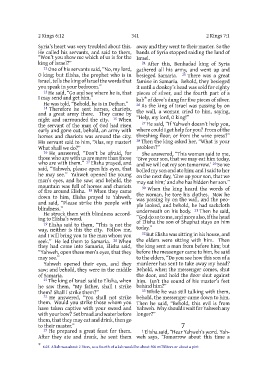 2 Kings 6:12
341
2 Kings 7:1
Syria's heart was very troubled about this.
He called his servants, and said to them,
"Won't you show me which of us is for the
king of Israel?"
12 One of his servants said, "No, my lord,
O king; but Elisha, the prophet who is in
Israel, tells the king of Israel the words that
you speak in your bedroom."
13 He said, "Go and see where he is, that
I may send and get him."
He was told, "Behold, he is in Dothan."
14 Therefore he sent horses, chariots,
and a great army there. They came by
night and surrounded the city. 15 When
the servant of the man of God had risen
early and gone out, behold, an army with
horses and chariots was around the city.
His servant said to him, "Alas, my master!
What shall we do?"
16 He answered, "Don't be afraid, for
those who are with us are more than those
who are with them." 17 Elisha prayed, and
said, "Yahweh, please open his eyes, that
he may see." Yahweh opened the young
man's eyes, and he saw; and behold, the
mountain was full of horses and chariots
of fire around Elisha. 18 When they came
down to him, Elisha prayed to Yahweh,
and said, "Please strike this people with
blindness."
He struck them with blindness accord-
ing to Elisha's word.
19 Elisha said to them, "This is not the
way, neither is this the city. Follow me,
and I will bring you to the man whom you
seek." He led them to Samaria. 20 When
they had come into Samaria, Elisha said,
"Yahweh, open these men's eyes, that they
may see."
Yahweh opened their eyes, and they
saw; and behold, they were in the middle
of Samaria.
21 The king of Israel said to Elisha, when
he saw them, "My father, shall I strike
them? Shall I strike them?"
22 He answered, "You shall not strike
them. Would you strike those whom you
have taken captive with your sword and
with your bow? Set bread and water before
them, that they may eat and drink, then go
to their master."
23 He prepared a great feast for them.
After they ate and drank, he sent them
away and they went to their master. So the
bands of Syria stopped raiding the land of
Israel.
24 After this, Benhadad king of Syria
gathered all his army, and went up and
besieged Samaria. 25 There was a great
famine in Samaria. Behold, they besieged
it until a donkey's head was sold for eighty
pieces of silver, and the fourth part of a
kab* of dove's dung for five pieces of silver.
26 As the king of Israel was passing by on
the wall, a woman cried to him, saying,
"Help, my lord, O king!"
27 He said, "If Yahweh doesn't help you,
where could I get help for you? From the
threshing floor, or from the wine press?"
28 Then the king asked her, "What is your
problem?"
She answered, "This woman said to me,
'Give your son, that we may eat him today,
and we will eat my son tomorrow.' 29 So we
boiled my son and ate him; and I said to her
on the next day, 'Give up your son, that we
may eat him;' and she has hidden her son."
30 When the king heard the words of
the woman, he tore his clothes. Now he
was passing by on the wall, and the peo-
ple looked, and behold, he had sackcloth
underneath on his body. 31 Then he said,
"God do so to me, and more also, if the head
of Elisha the son of Shaphat stays on him
today."
32 But Elisha was sitting in his house, and
the elders were sitting with him. Then
the king sent a man from before him; but
before the messenger came to him, he said
to the elders, "Do you see how this son of a
murderer has sent to take away my head?
Behold, when the messenger comes, shut
the door, and hold the door shut against
him. Isn't the sound of his master's feet
behind him?"
33 While he was still talking with them,
behold, the messenger came down to him.
Then he said, "Behold, this evil is from
Yahweh. Why should I wait for Yahweh any
longer?"
7
1 Elisha said, "Hear Yahweh's word. Yah-
weh says, 'Tomorrow about this time a